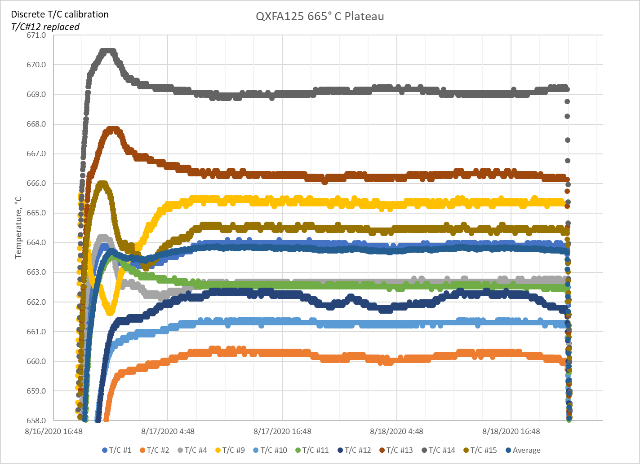 Discrete T/C calibration
T/C#12 replaced
QXFA125 665° C Plateau
671.0
670.0
669.0
668.0
667.0
666.0
665.0
664.0
663.0
662.0
661.0
660.0
659.0
658.0
Temperature, °C
8/16/2020 16:48 8/17/2020 4:48 8/17/2020 16:48 8/18/2020 4:48 8/18/2020 16:48
T/C #1 T/C #2 T/C #4 T/C #9 T/C #10 T/C #11 T/C #12 T/C #13 T/C #14 T/C #15 Average